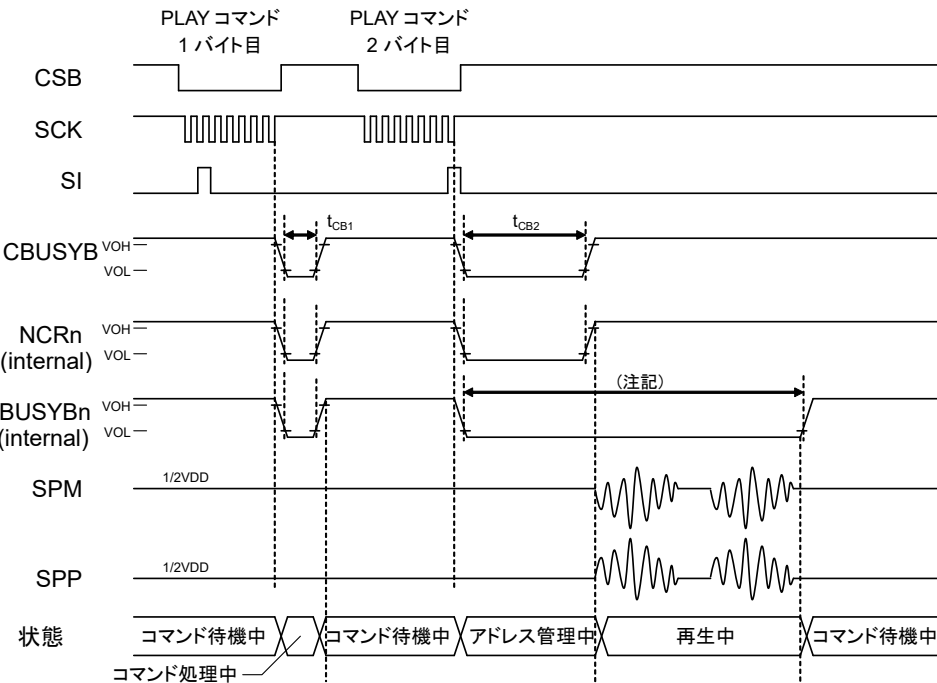 PLAY コマンド
1 バイト目
PLAY コマンド
2 バイト目
CSB
SCK
SI
CBUSYB
VOH
VOL
tCB1
tCB2
NCRn
(internal)
VOH
VOL
BUSYBn
(internal)
VOH
VOL
(注記)
SPM
1/2VDD
SPP
1/2VDD
状態
コマンド待機中
コマンド待機中
アドレス管理中
再生中
コマンド待機中
コマンド処理中